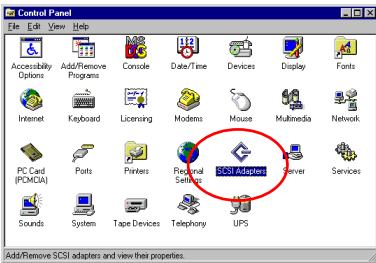 Control Panel
File Edit View Help
Accessibility Options
Add/Remove Programs
Console
Date/Time
Devices
Display
Fonts
Internet
Keyboard
Licensing
Modems
Mouse
Multimedia
Network
PC Card (PCMCIA)
Ports
Printers
Regional Settings
SCSI Adapters
Server
Services
Sounds
System
Tape Devices
Telephony
UPS
Add/Remove SCSI adapters and view their properties.